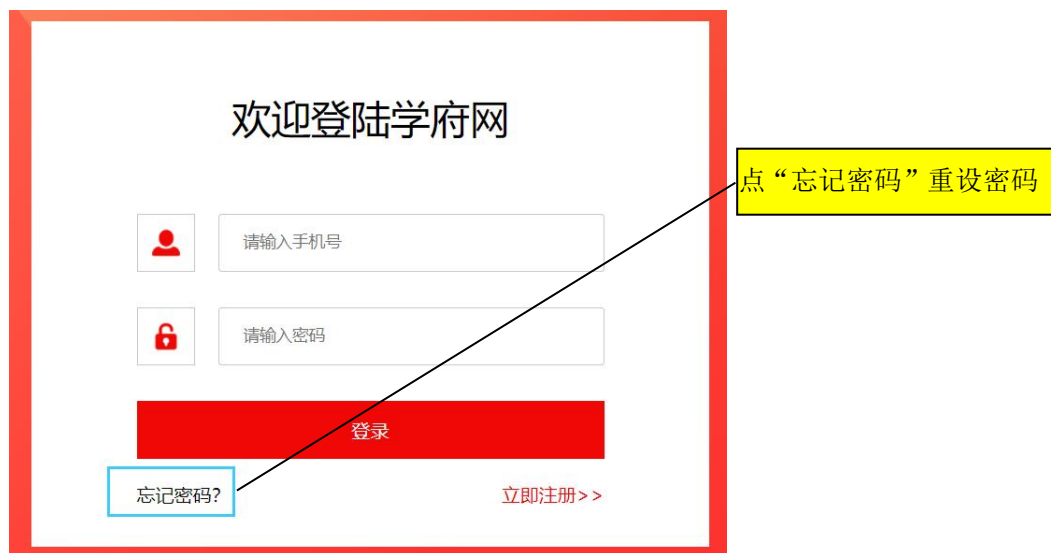 欢迎登陆学府网
点“忘记密码”重设密码
请输入手机号
请输入密码
登录
忘记密码?
立即注册>>